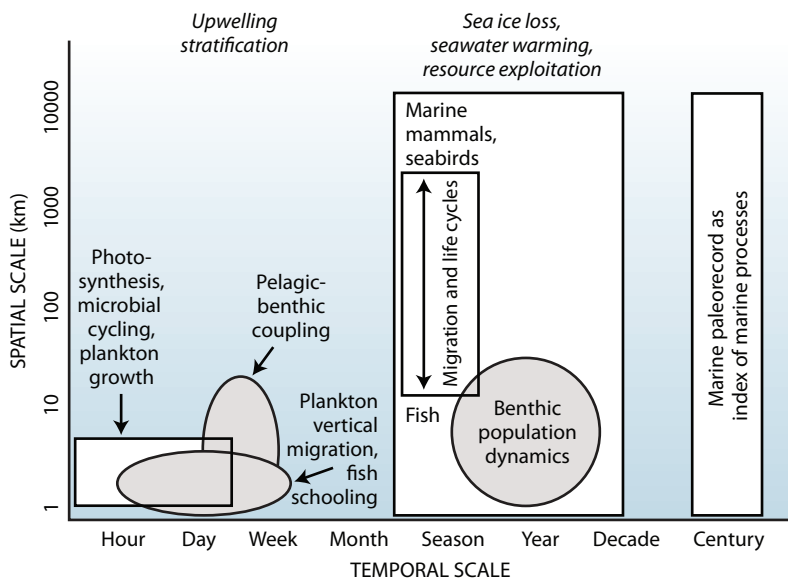 Upwelling
stratification
Sea ice loss,
seawater warming,
resource exploitation
SPATIAL SCALE (km)
10000
1000
100
10
1
Photo-
synthesis,
microbial
cycling,
plankton
growth
Pelagic-
benthic
coupling
Plankton
vertical
migration,
fish
schooling
Marine
mammals,
seabirds
Migration and life cycles
Fish
Benthic
population
dynamics
Marine paleorecord as
index of marine processes
Hour
Day
Week
Month
Season
Year
Decade
Century
TEMPORAL SCALE